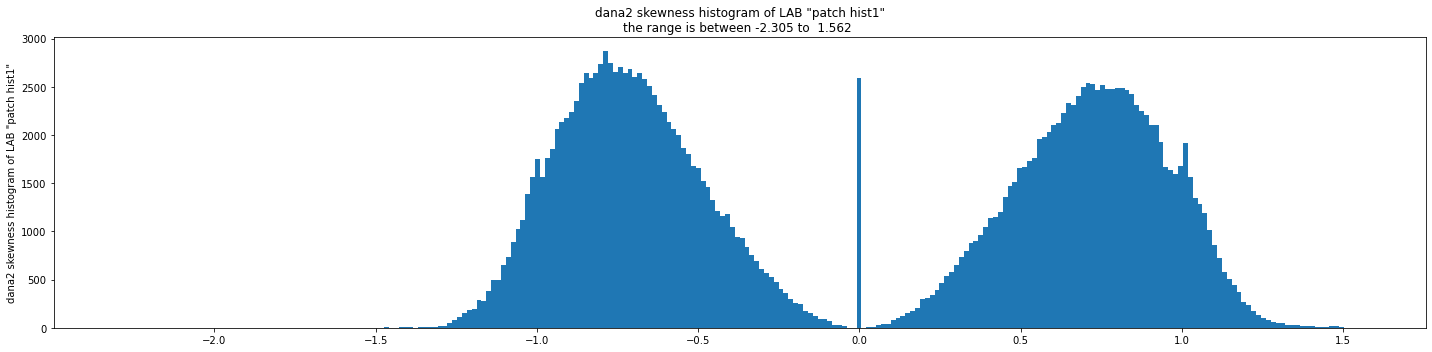 dana2 skewness histogram of LAB "patch hist1"
the range is between -2.305 to  1.562
dana2 skewness histogram of LAB "patch hist1"
3000
2500
2000
1500
1000
500
0
−2.0 −1.5 −1.0 −0.5 0.0 0.5 1.0 1.5